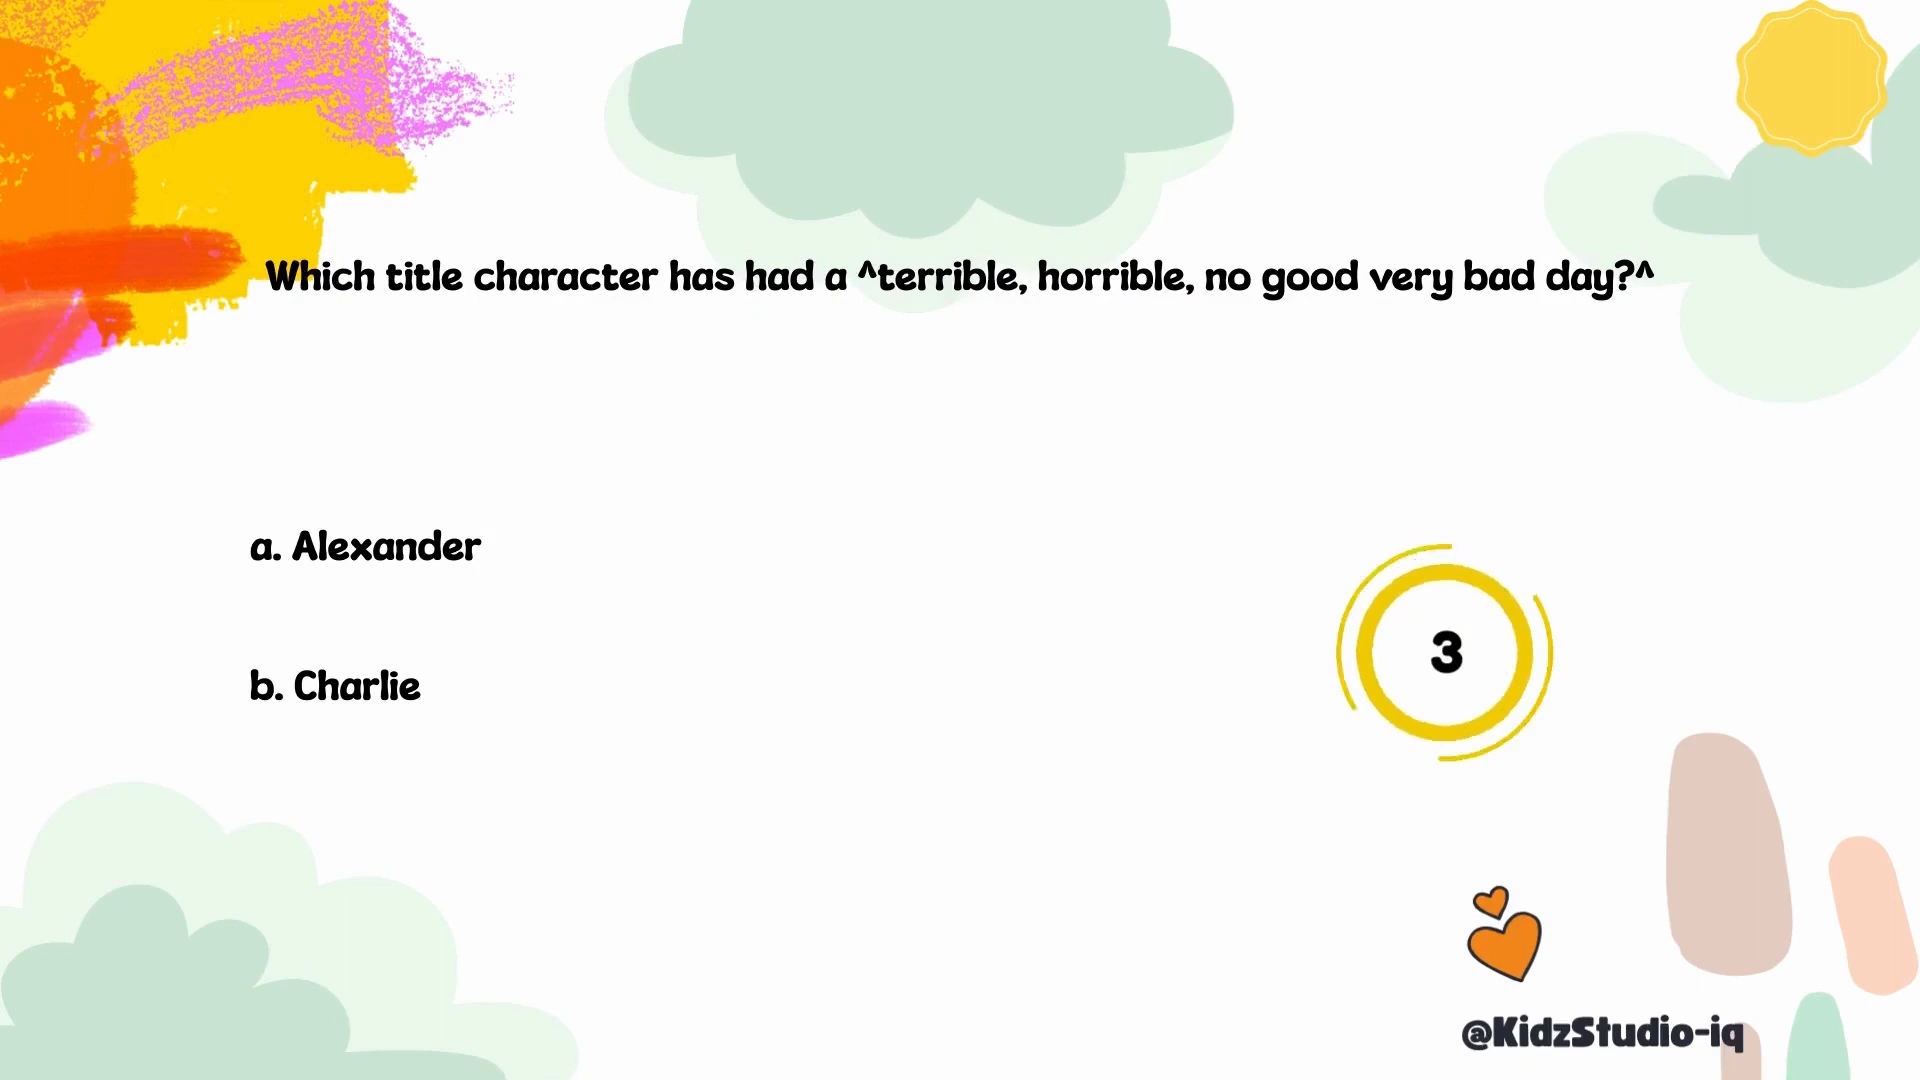 Which title character has had a ^terrible, horrible, no good very bad day?^
a. Alexander
3
b. Charlie
@KidzStudio-iq